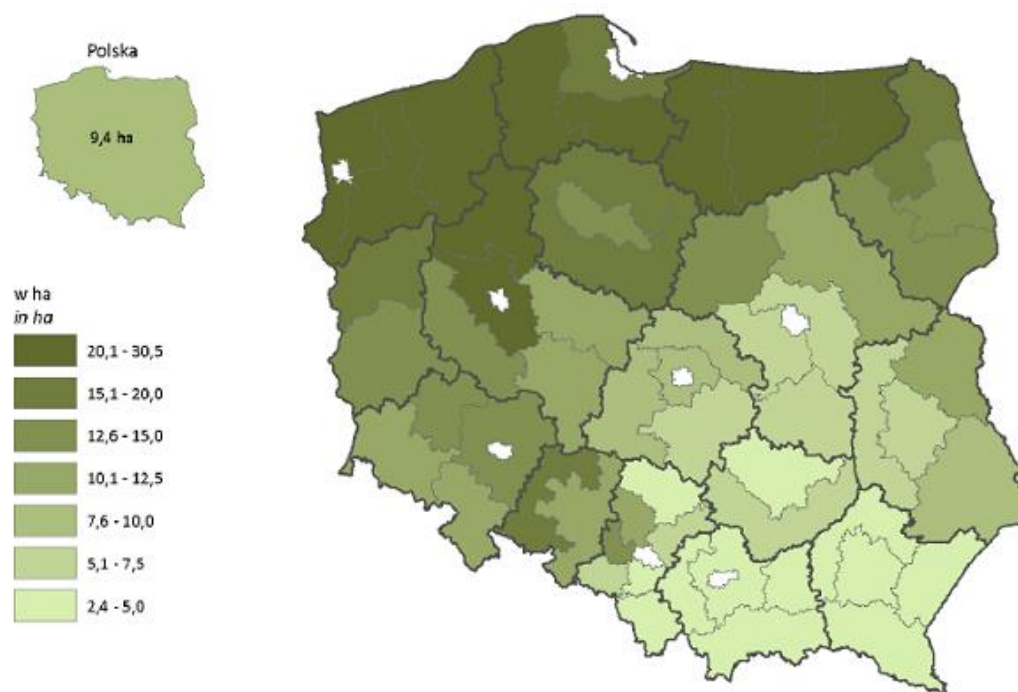 Polska
9,4 ha
w ha
in ha
20,1 - 30,5
15,1 - 20,0
12,6 - 15,0
10,1 - 12,5
7,6 - 10,0
5,1 - 7,5
2,4 - 5,0